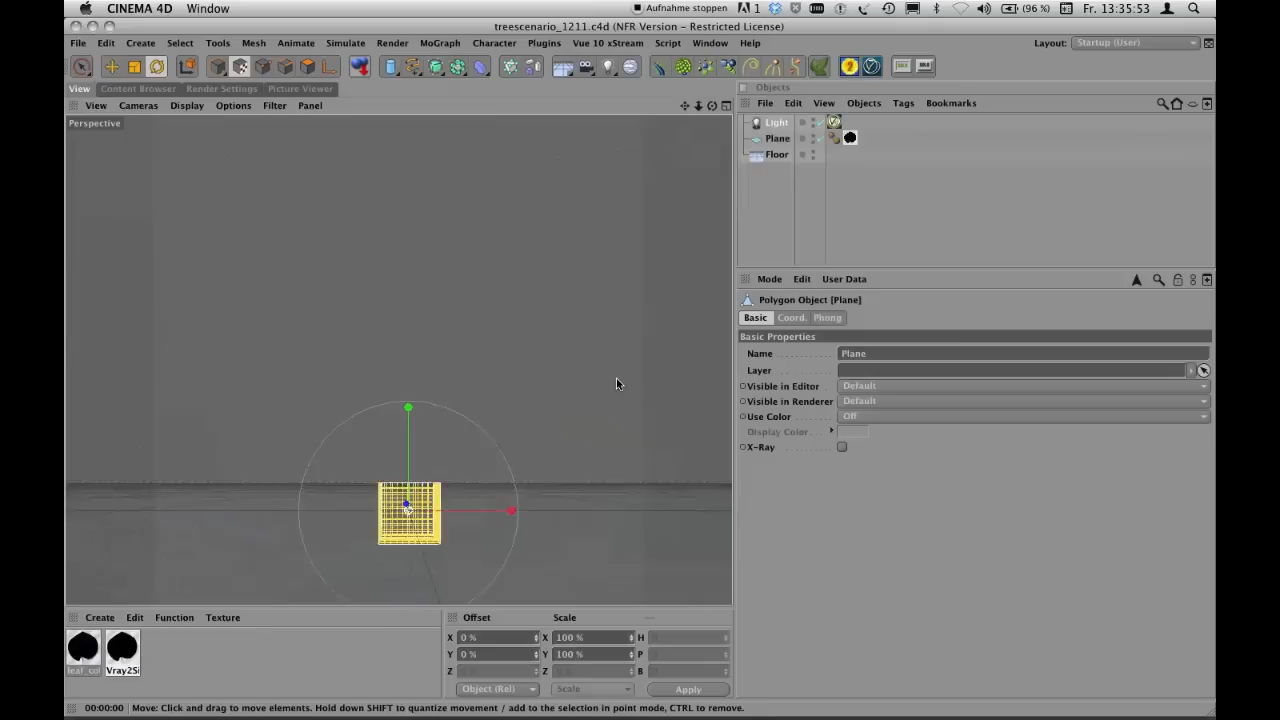 CINEMA 4D Window Aufnahme stoppen 1 (96 %) Fr. 13:35:53
treescenario_1211.c4d (NFR Version - Restricted License)
File Edit Create Select Tools Mesh Animate Simulate Render MoGraph Character Plugins Vue 10 xStream Script Window Help Layout: Startup (User)
View Content Browser Render Settings Picture Viewer
View Cameras Display Options Filter Panel
Perspective
Objects
File Edit View Objects Tags Bookmarks
Light
Plane
Floor
Mode Edit User Data
Polygon Object [Plane]
Basic Coord. Phong
Basic Properties
Name Plane
Layer
Visible in Editor Default
Visible in Renderer Default
Use Color Off
Display Color
X-Ray
Create Edit Function Texture
leaf_col Vray2Si
Offset Scale
X 0 % X 100 % H
Y 0 % Y 100 % P
Z Z B
Object (Rel) Scale Apply
00:00:00 Move: Click and drag to move elements. Hold down SHIFT to quantize movement / add to the selection in point mode, CTRL to remove.